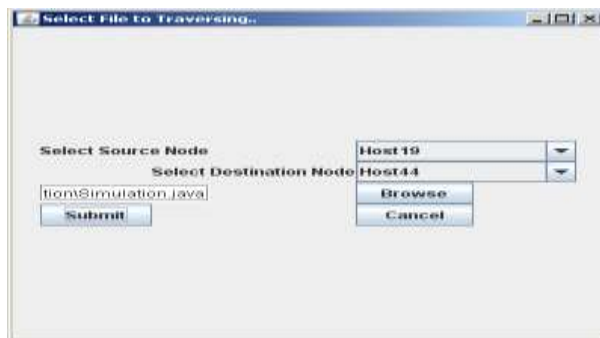 Select File to Traversing..
Select Source Node Host19
Select Destination Node Host44
tion\Simulation.java Browse
Submit Cancel